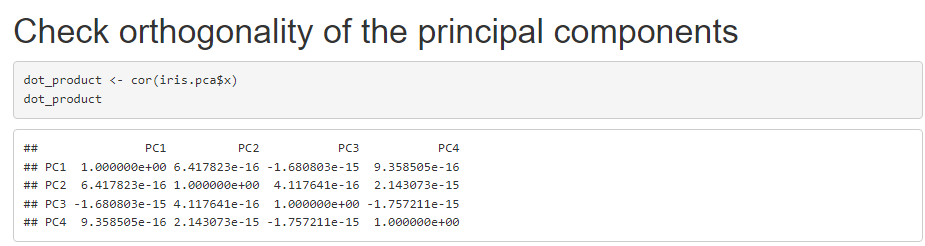 Check orthogonality of the principal components
dot_product <- cor(iris.pca$x)
dot_product
##               PC1          PC2           PC3           PC4
## PC1  1.000000e+00 6.417823e-16 -1.680803e-15  9.358505e-16
## PC2  6.417823e-16 1.000000e+00  4.117641e-16  2.143073e-15
## PC3 -1.680803e-15 4.117641e-16  1.000000e+00 -1.757211e-15
## PC4  9.358505e-16 2.143073e-15 -1.757211e-15  1.000000e+00